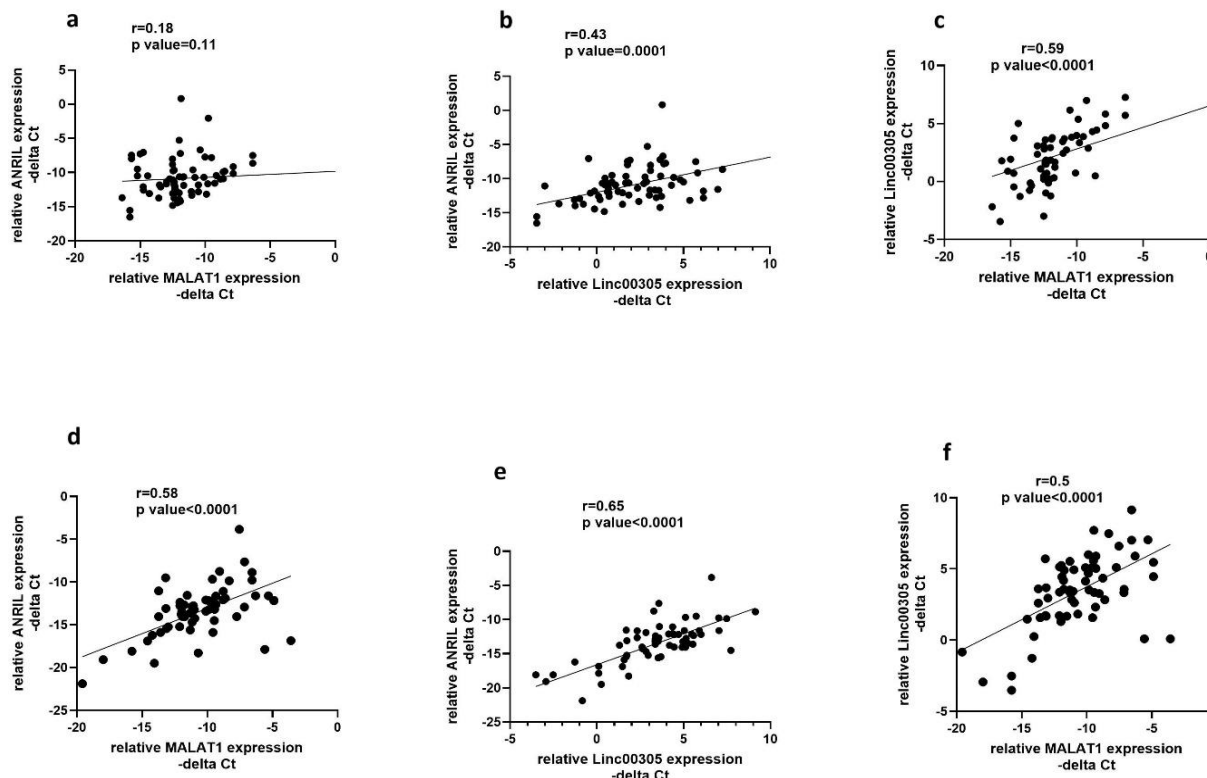 a
r=0.18
p value=0.11
5
0
-5
-10
-15
-20
-20
-15
-10
-5
0
relative ANRIL expression
-delta Ct
relative MALAT1 expression
-delta Ct
b
r=0.43
p value=0.0001
5
0
-5
-10
-15
-20
-5
0
5
10
relative ANRIL expression
-delta Ct
relative Linc00305 expression
-delta Ct
c
r=0.59
p value<0.0001
10
5
0
-5
-20
-15
-10
-5
0
relative Linc00305 expression
-delta Ct
relative MALAT1 expression
-delta Ct
d
r=0.58
p value<0.0001
0
-5
-10
-15
-20
-25
-20
-15
-10
-5
0
relative ANRIL expression
-delta Ct
relative MALAT1 expression
-delta Ct
e
r=0.65
p value<0.0001
0
-5
-10
-15
-20
-25
-5
0
5
10
relative ANRIL expression
-delta Ct
relative Linc00305 expression
-delta Ct
f
r=0.5
p value<0.0001
10
5
0
-5
-20
-15
-10
-5
0
relative Linc00305 expression
-delta Ct
relative MALAT1 expression
-delta Ct